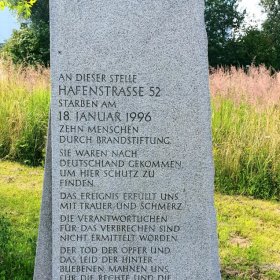 AN DIESER STELLE
HAFENSTRASSE 52
STARBEN AM
18. JANUAR 1996
ZEHN MENSCHEN
DURCH BRANDSTIFTUNG.
SIE WAREN NACH
DEUTSCHLAND GEKOMMEN,
UM HIER SCHUTZ ZU
FINDEN.
DAS EREIGNIS ERFÜLLT UNS
MIT TRAUER UND SCHMERZ.
DIE VERANTWORTLICHEN
FÜR DAS VERBRECHEN SIND
NICHT ERMITTELT WORDEN.
DER TOD DER OPFER UND
DAS LEID DER HINTER
BLIEBENEN MAHNEN UNS,
FÜR DIE RECHTE UND DIE